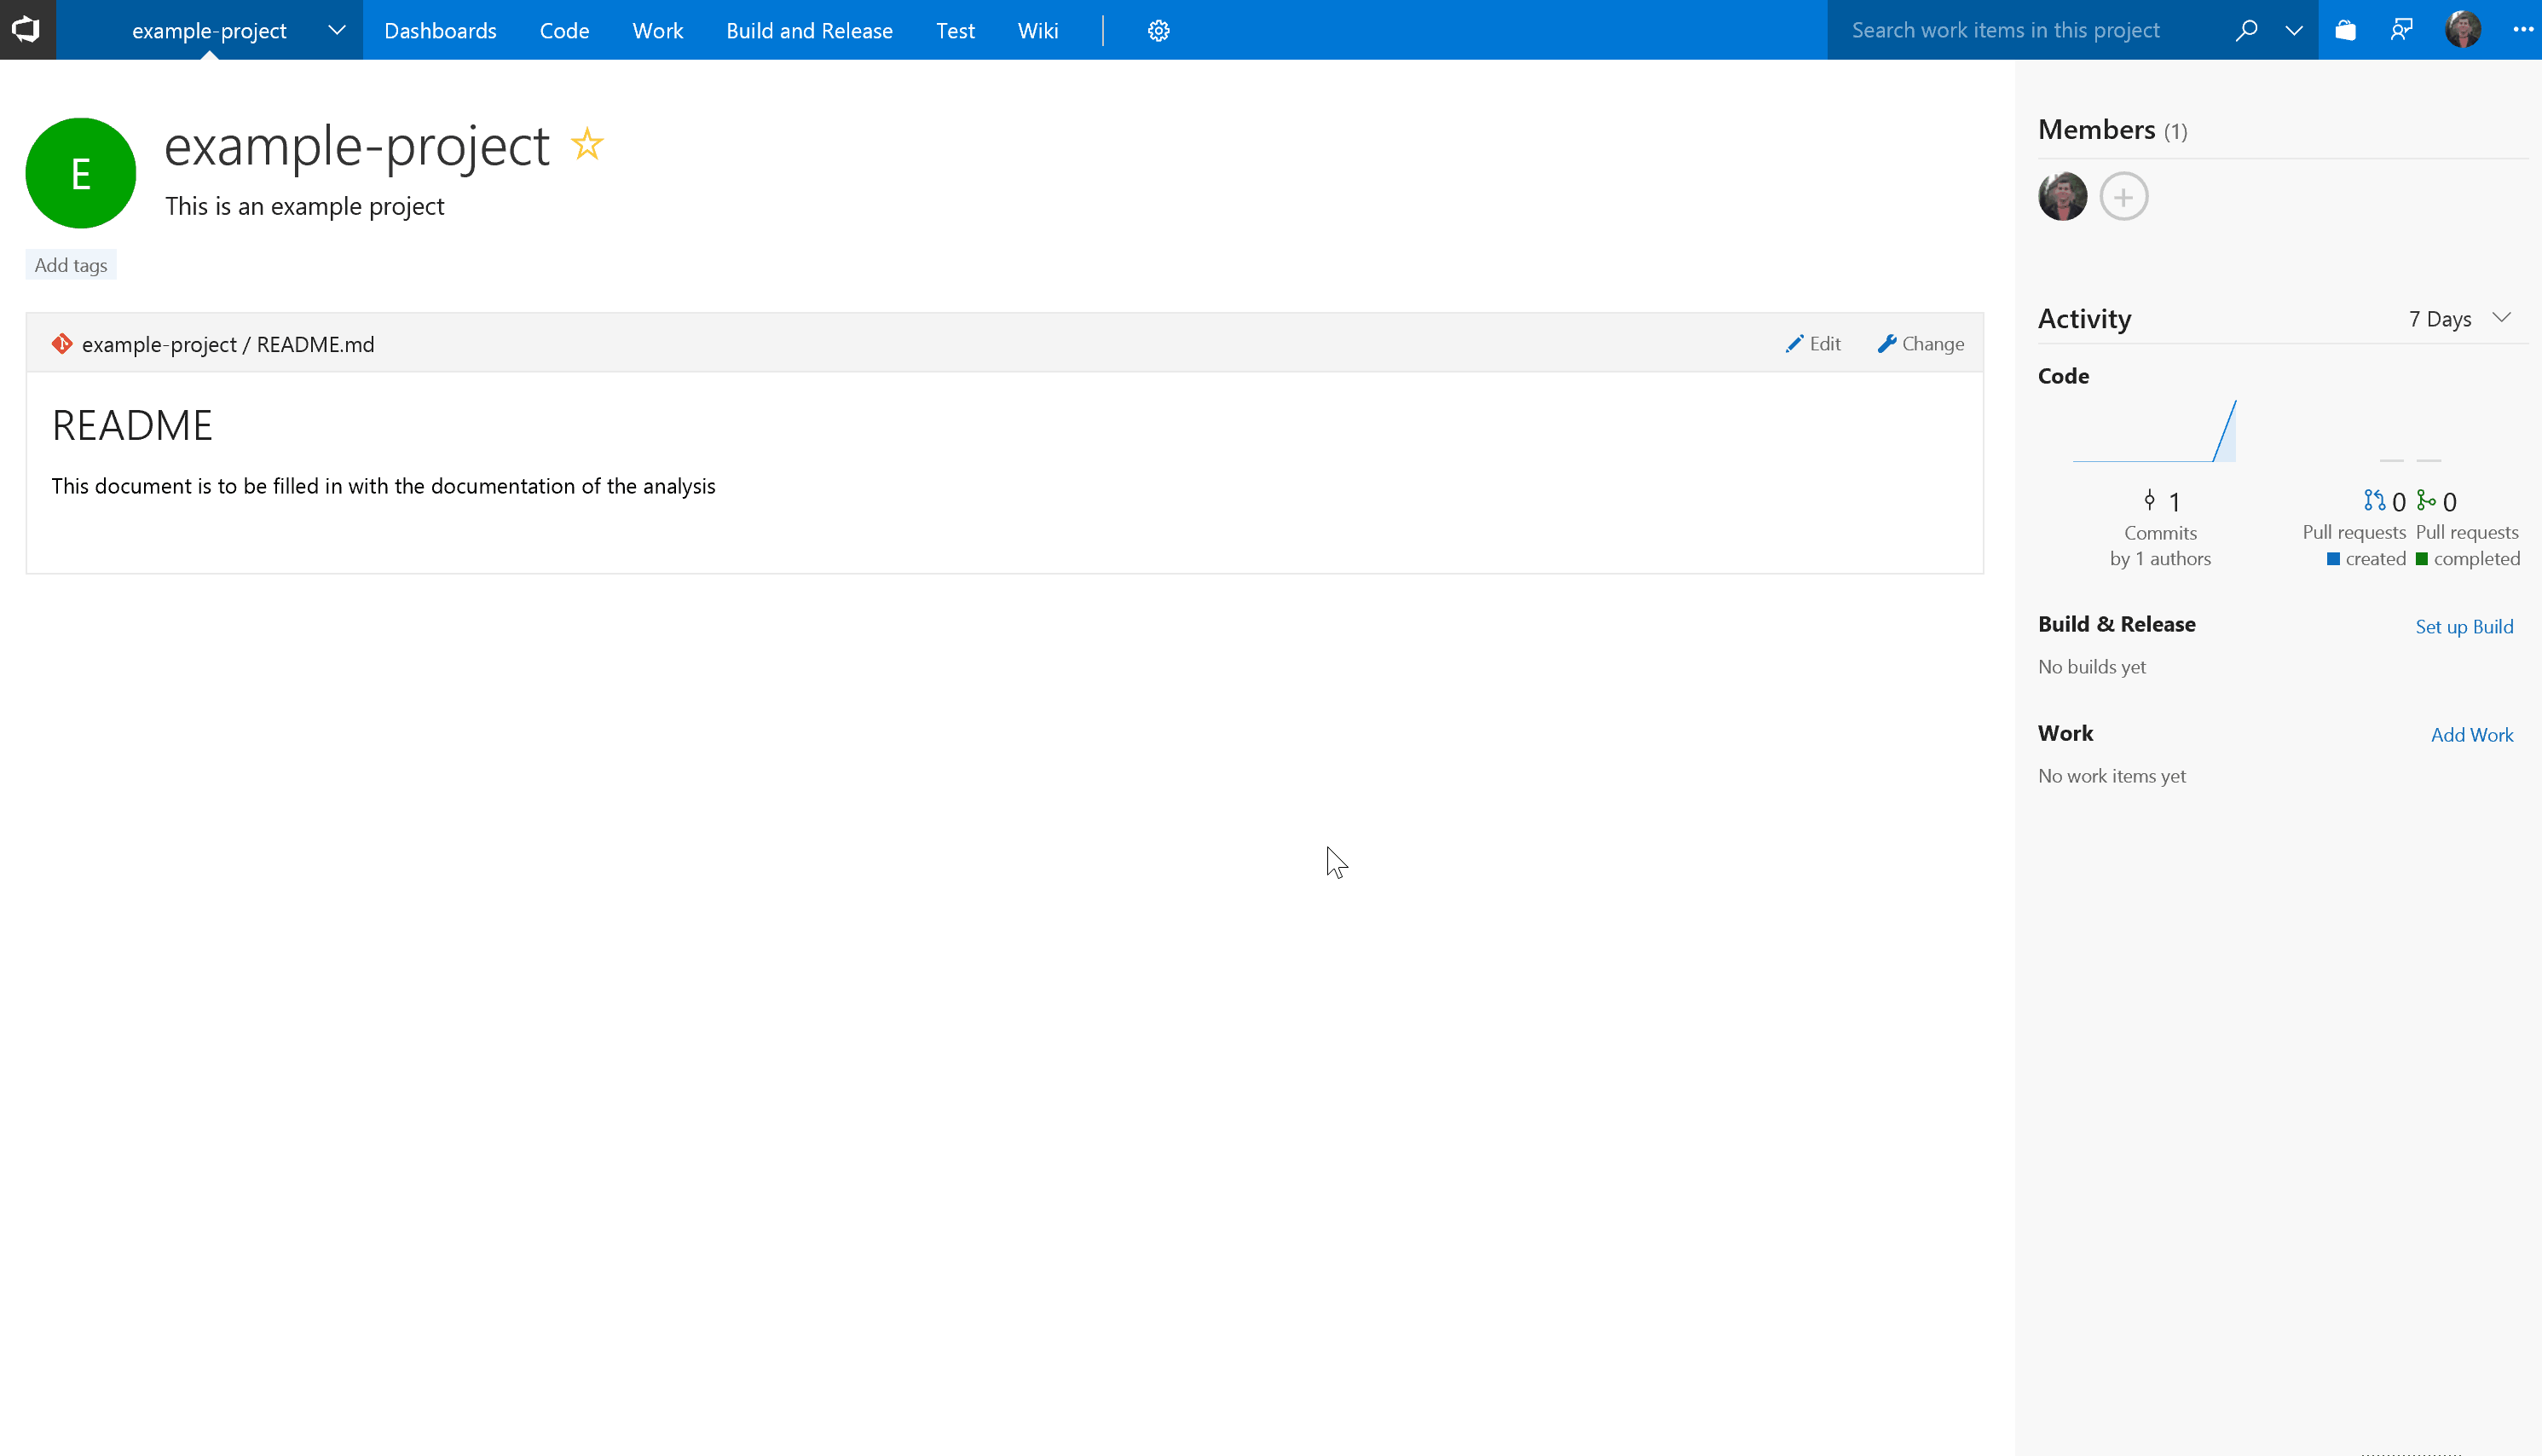 example-project Dashboards Code Work Build and Release Test Wiki Search work items in this project
E
example-project
This is an example project
Add tags
example-project / README.md Edit Change
README
This document is to be filled in with the documentation of the analysis
Members (1)
Activity 7 Days
Code
1 0 0
Commits Pull requests Pull requests
by 1 authors created completed
Build & Release Set up Build
No builds yet
Work Add Work
No work items yet